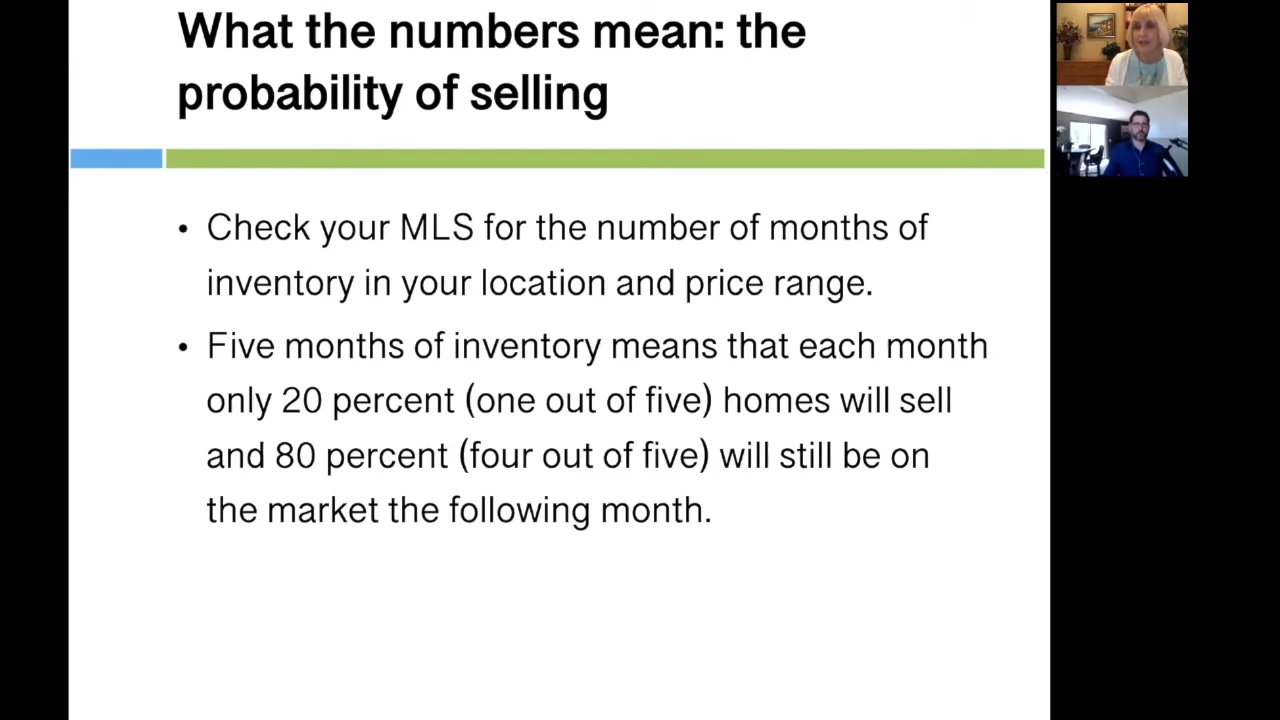 What the numbers mean: the
probability of selling
• Check your MLS for the number of months of
inventory in your location and price range.
• Five months of inventory means that each month
only 20 percent (one out of five) homes will sell
and 80 percent (four out of five) will still be on
the market the following month.